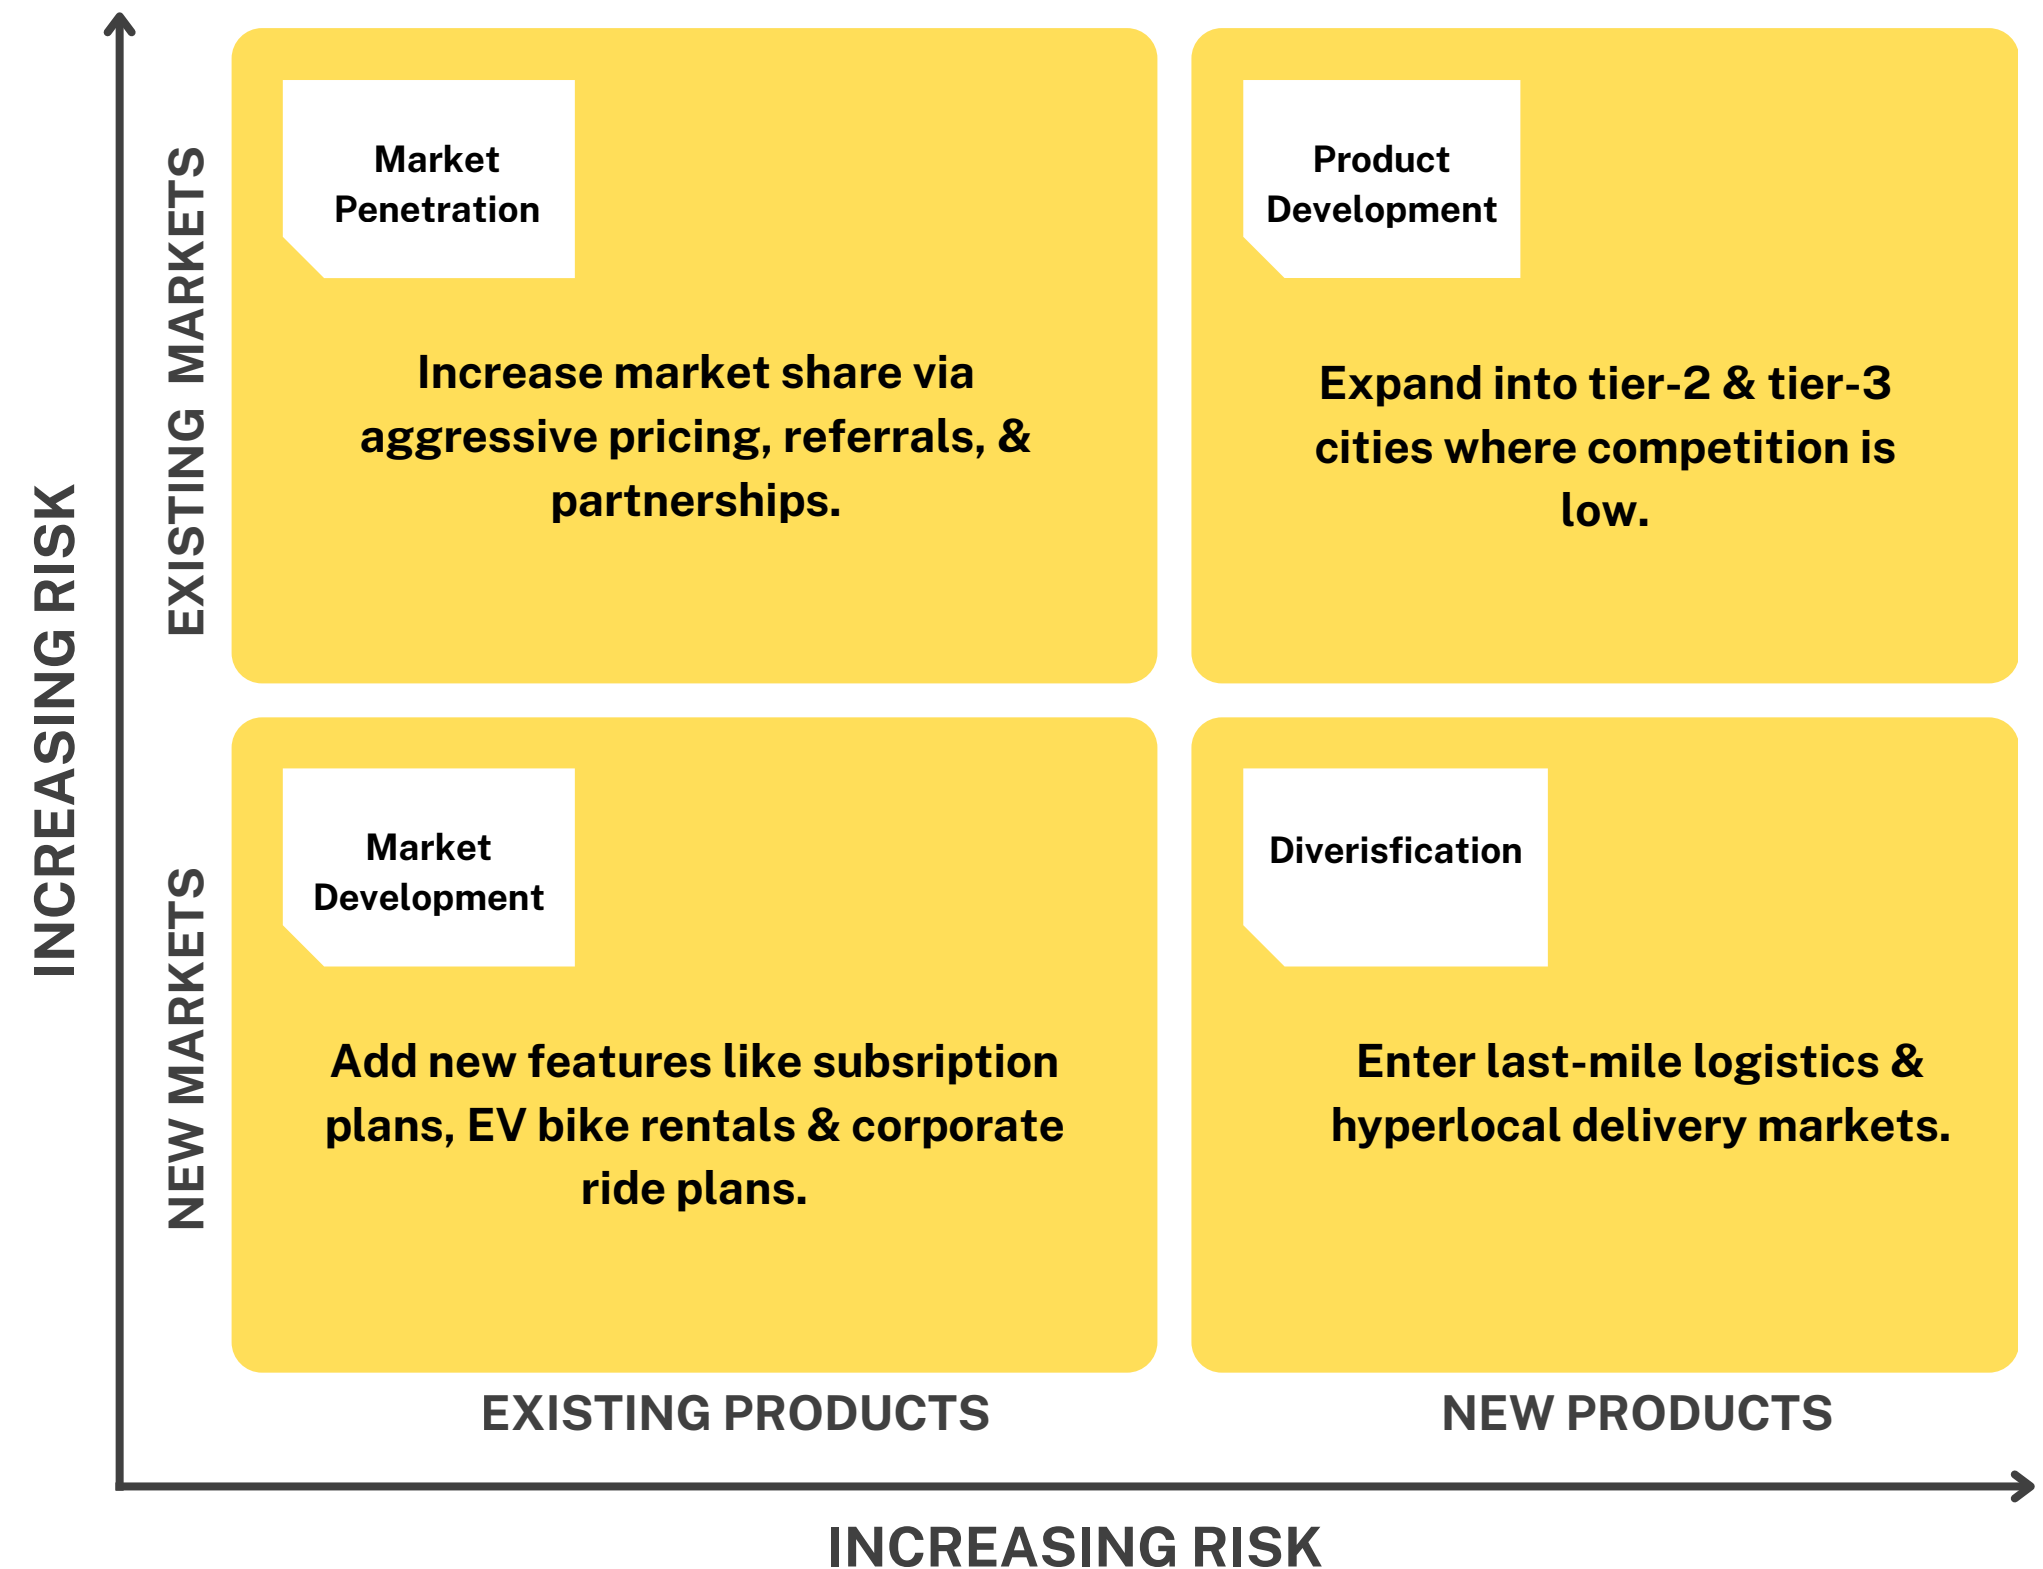 INCREASING RISK
EXISTING MARKETS
Market
Penetration
Increase market share via
aggressive pricing, referrals, &
partnerships.
Product
Development
Expand into tier-2 & tier-3
cities where competition is
low.
NEW MARKETS
Market
Development
Add new features like subsription
plans, EV bike rentals & corporate
ride plans.
Diverisfication
Enter last-mile logistics &
hyperlocal delivery markets.
EXISTING PRODUCTS
NEW PRODUCTS
INCREASING RISK